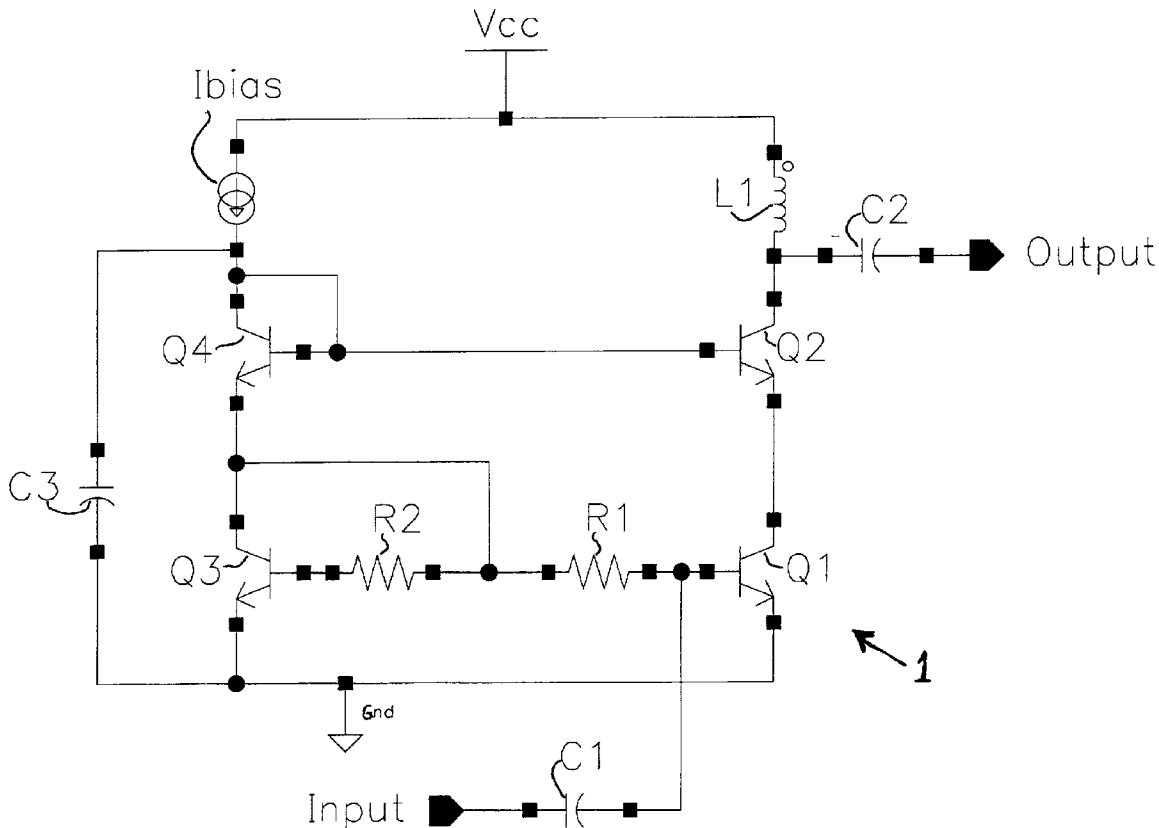 Vcc
Ibias
L1
C2
Output
Q4
Q2
C3
R2
R1
Q3
Q1
1
Gnd
C1
Input